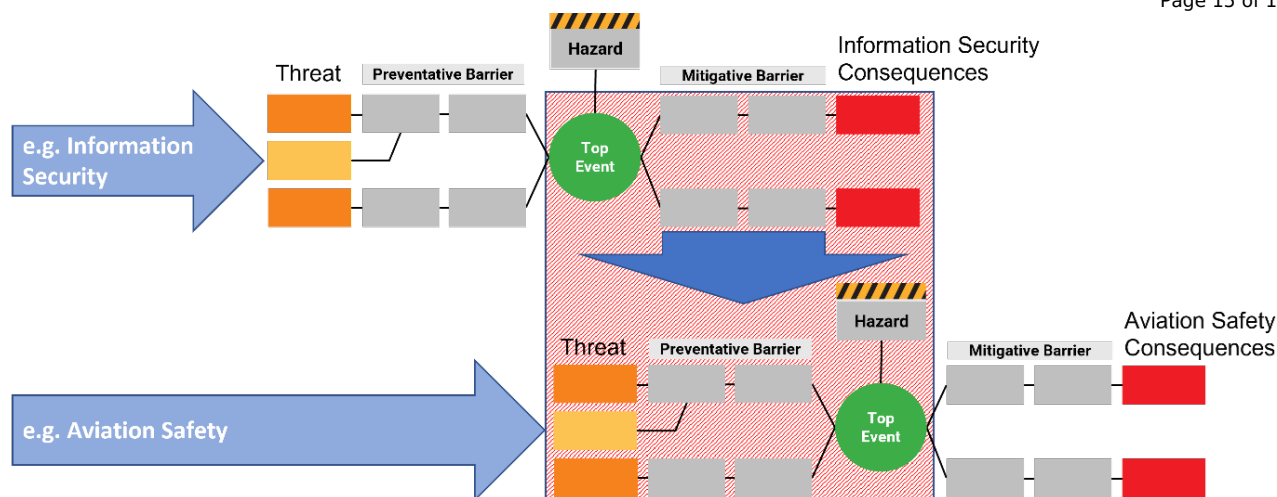 Page 15 of 1
Hazard
Information Security
Consequences
Threat
Preventative Barrier
Mitigative Barrier
e.g. Information
Security
Top
Event
Hazard
Aviation Safety
Consequences
Threat
Preventative Barrier
Mitigative Barrier
e.g. Aviation Safety
Top
Event